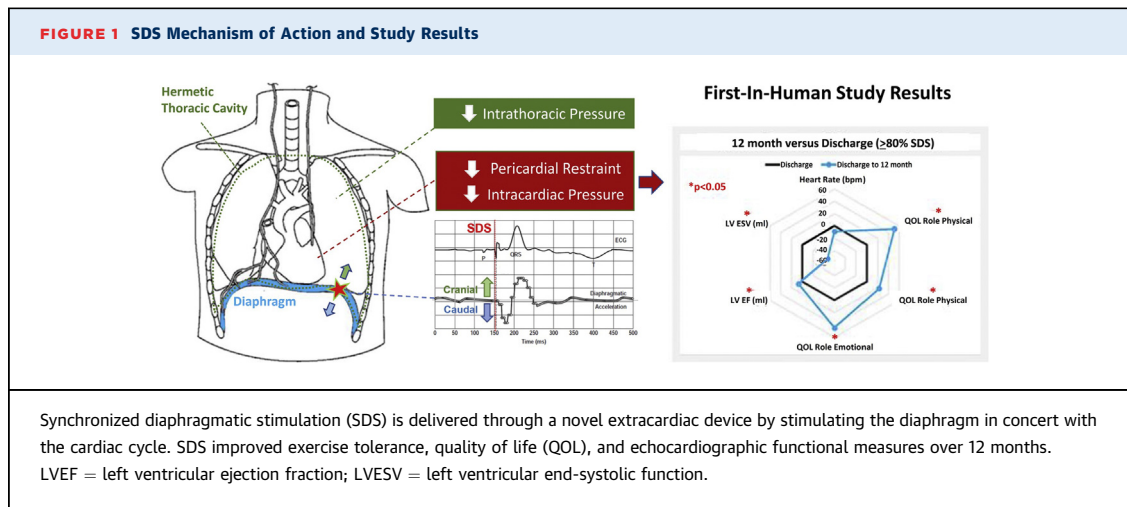 FIGURE 1 SDS Mechanism of Action and Study Results
Hermetic
Thoracic Cavity
Diaphragm
Intrathoracic Pressure
Pericardial Restraint
Intracardiac Pressure
SDS
ECG
P
QRS
T
Cranial
Caudal
Diaphragmatic
Acceleration
0 50 100 150 200 250 300 350 400 450 500
Time (ms)
First-In-Human Study Results
12 month versus Discharge (≥80% SDS)
Discharge
Discharge to 12 month
*p<0.05
Heart Rate (bpm)
60
40
20
0
-20
-40
-60
*
QOL Role Physical
*
QOL Role Physical
*
QOL Role Emotional
*
LV EF (ml)
*
LV ESV (ml)
Synchronized diaphragmatic stimulation (SDS) is delivered through a novel extracardiac device by stimulating the diaphragm in concert with
the cardiac cycle. SDS improved exercise tolerance, quality of life (QOL), and echocardiographic functional measures over 12 months.
LVEF = left ventricular ejection fraction; LVESV = left ventricular end-systolic function.